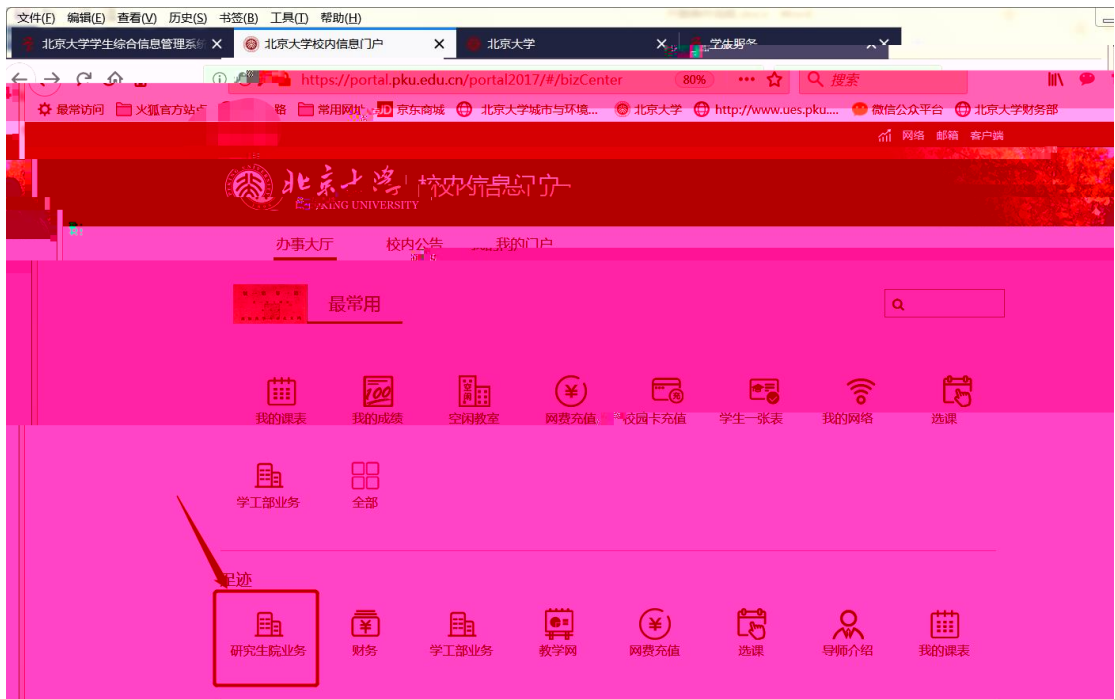 文件(F) 编辑(E) 查看(V) 历史(S) 书签(B) 工具(T) 帮助(H)
北京大学学生综合信息管理系统 × 北京大学校内信息门户 × 北京大学 ×
https://portal.pku.edu.cn/portal2017/#/bizCenter 80% 搜索
最常访问 火狐官方站点 常用网址 JD 京东商城 北京大学城市与环境... 北京大学 http://www.ues.pku.... 微信公众平台 北京大学财务部
网络 邮箱 客户端
北京大学 校内信息门户
UNIVERSITY
办事大厅 校内公告 我的门户
最常用
我的课表 我的成绩 空闲教室 网费充值 校园卡充值 学生一张表 我的网络 选课
学工部业务 全部
足迹
研究生院业务 财务 学工部业务 教学网 网费充值 选课 导师介绍 我的课表